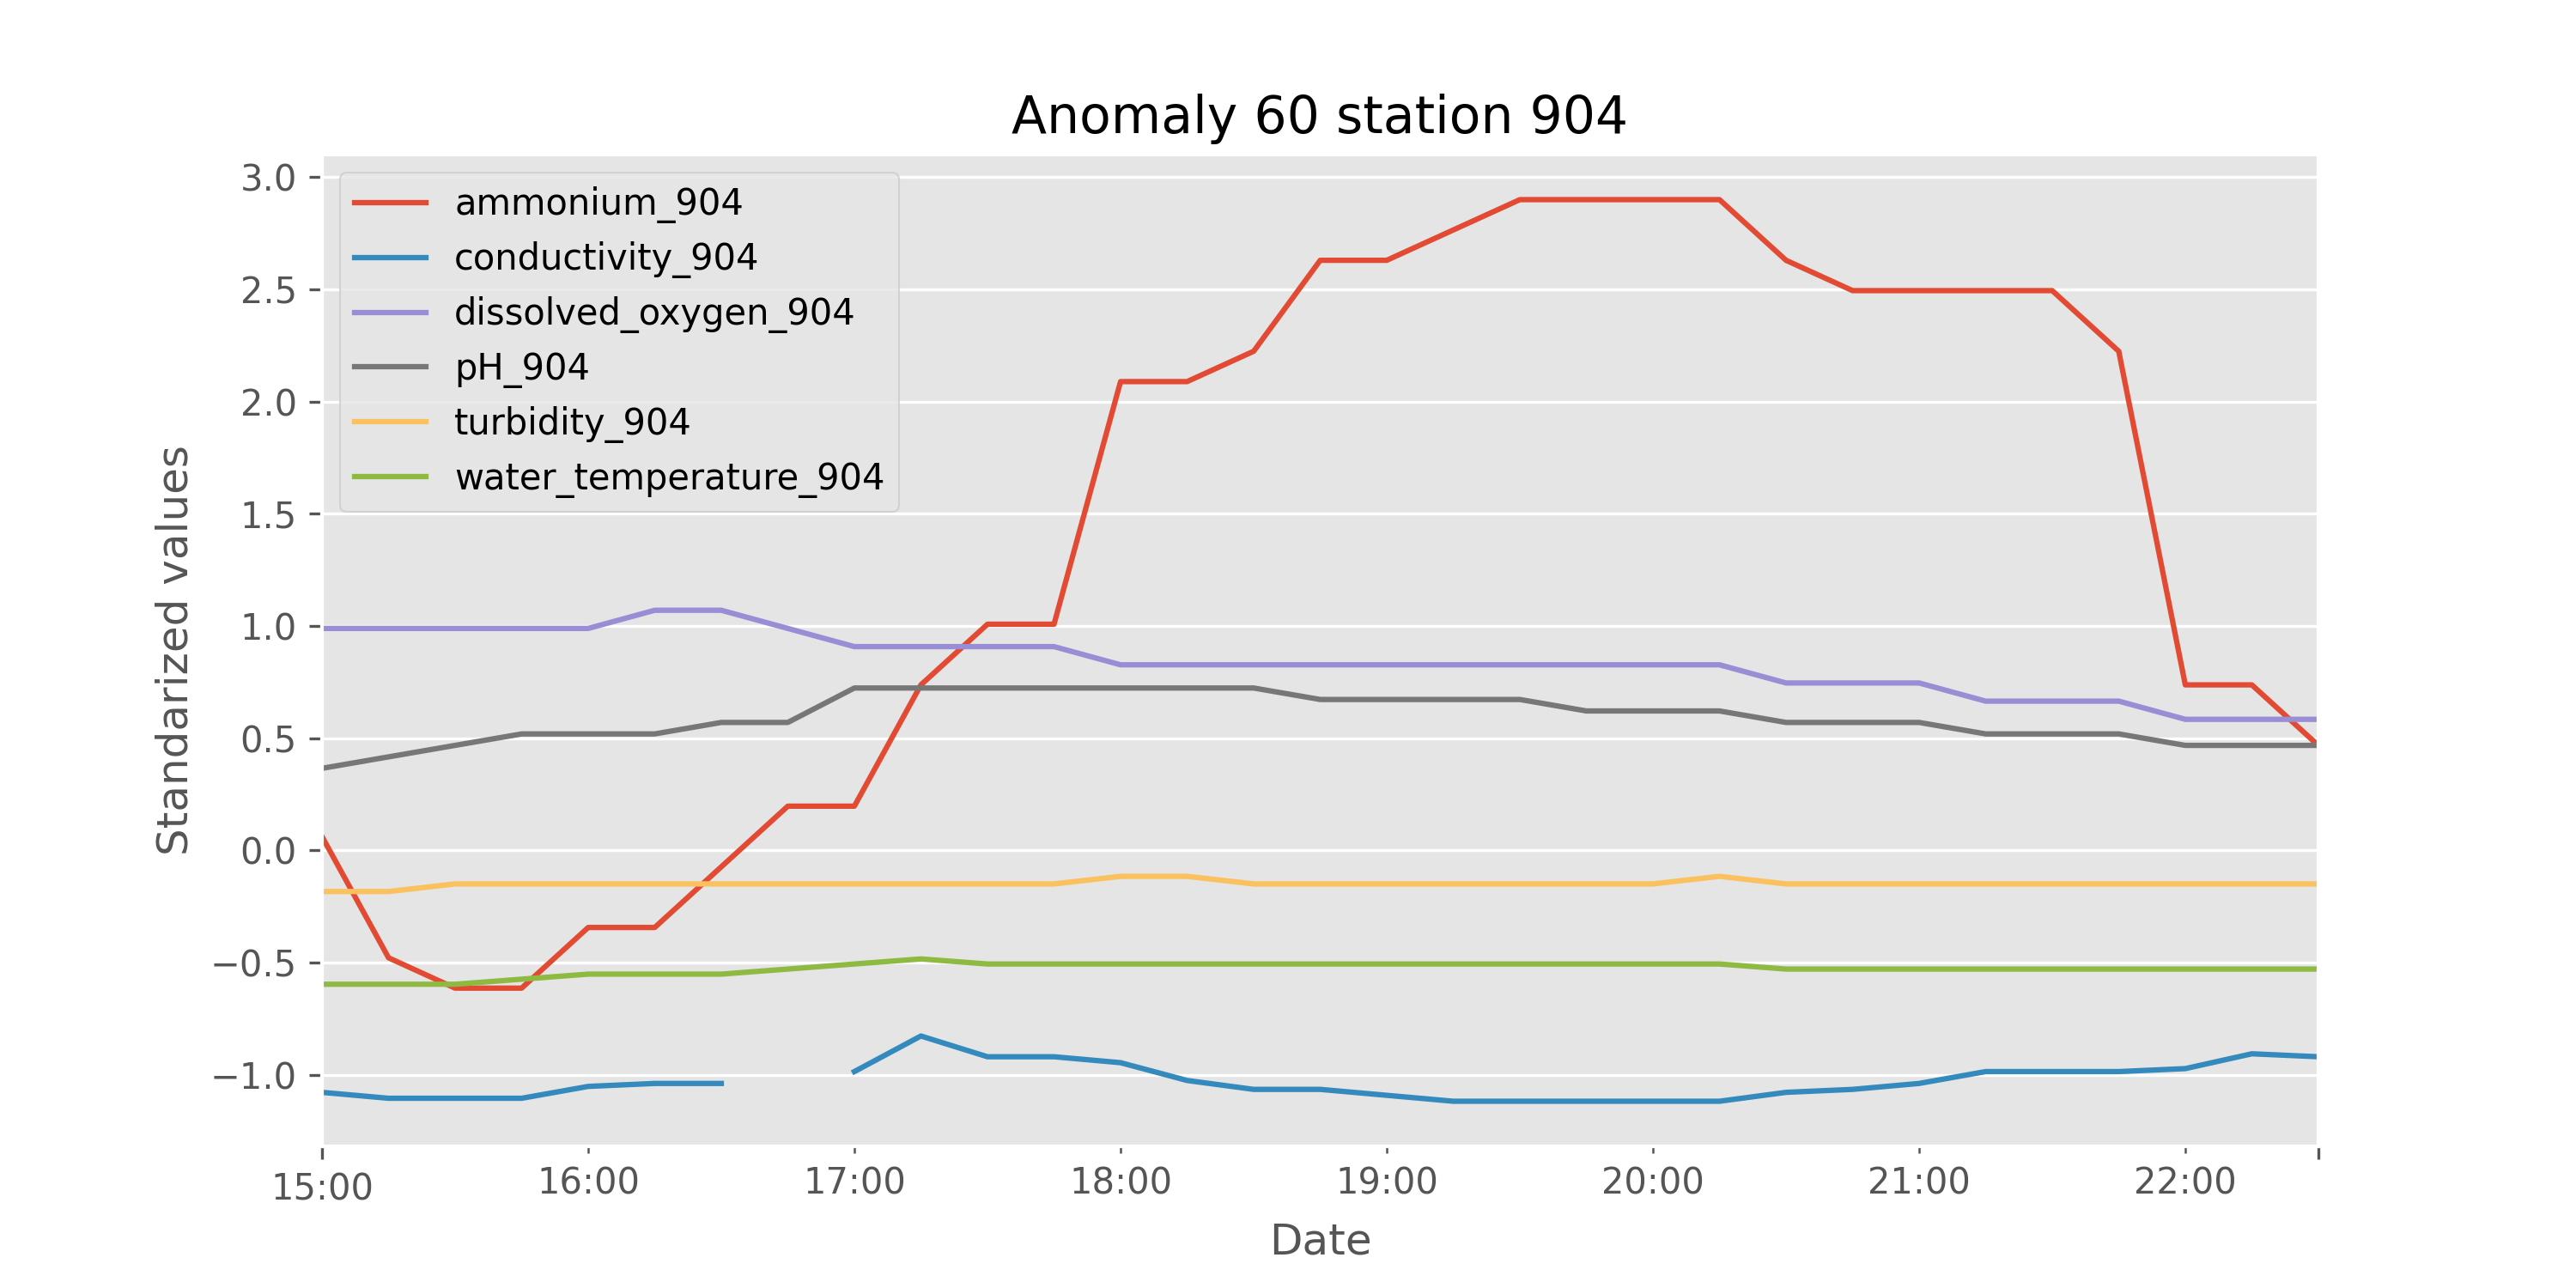 Anomaly 60 station 904
3.0
2.5
2.0
1.5
1.0
0.5
0.0
−0.5
−1.0
Standarized values
ammonium_904
conductivity_904
dissolved_oxygen_904
pH_904
turbidity_904
water_temperature_904
15:00 16:00 17:00 18:00 19:00 20:00 21:00 22:00
Date